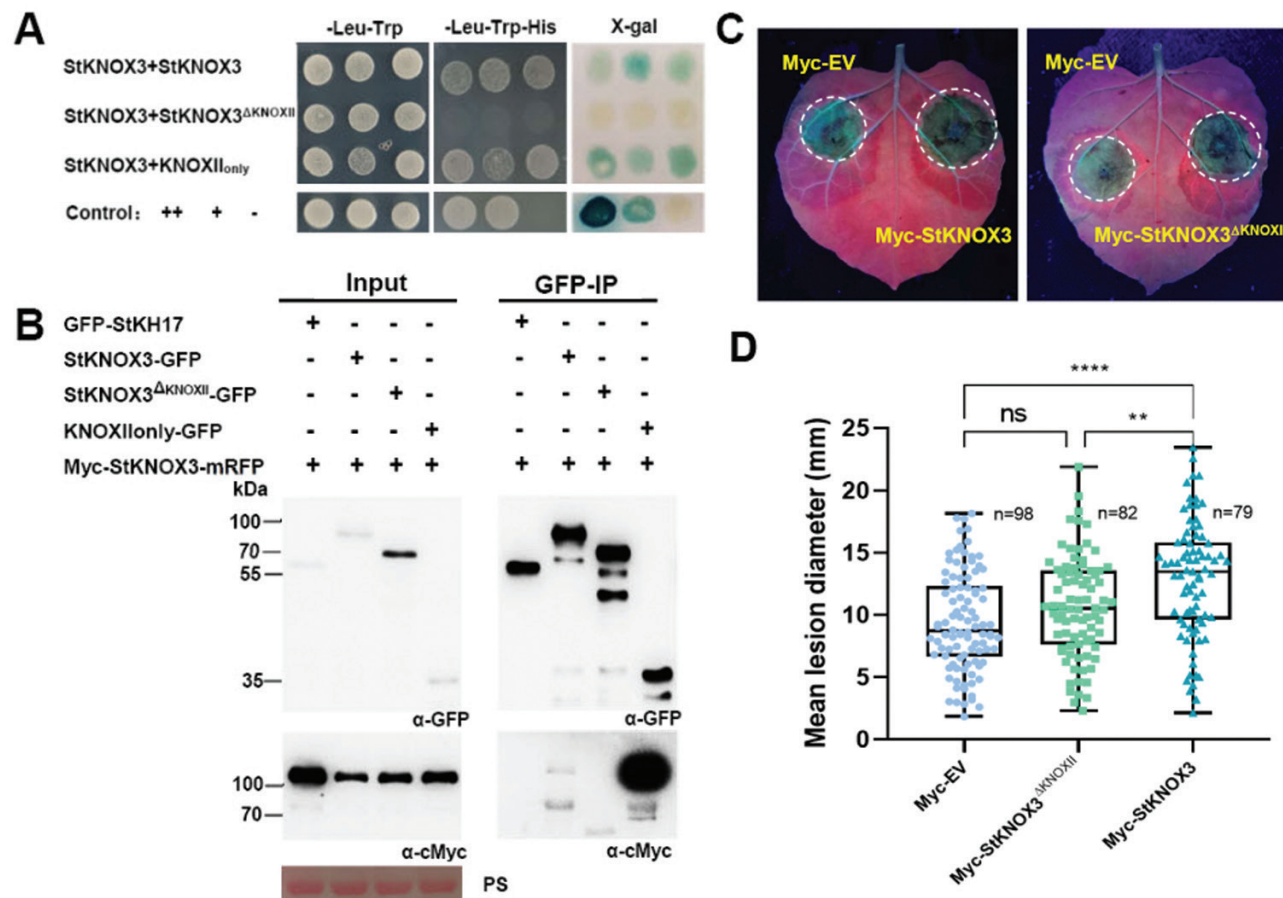 A
-Leu-Trp
-Leu-Trp-His
X-gal
StKNOX3+StKNOX3
StKNOX3+StKNOX3ΔKNOXII
StKNOX3+KNOXIIonly
Control: ++ + -
B
Input
GFP-IP
GFP-StKH17 + - - - + - - -
StKNOX3-GFP - + - - - + - -
StKNOX3ΔKNOXII-GFP - - + - - - + -
KNOXIIonly-GFP - - - + - - - +
Myc-StKNOX3-mRFP + + + + + + + +
kDa
100
70
55
35
α-GFP
α-GFP
100
70
α-cMyc
α-cMyc
PS
C
Myc-EV
Myc-StKNOX3
Myc-EV
Myc-StKNOX3ΔKNOXII
D
****
ns
**
n=98
n=82
n=79
Mean lesion diameter (mm)
25
20
15
10
5
0
Myc-EV
Myc-StKNOX3ΔKNOXII
Myc-StKNOX3